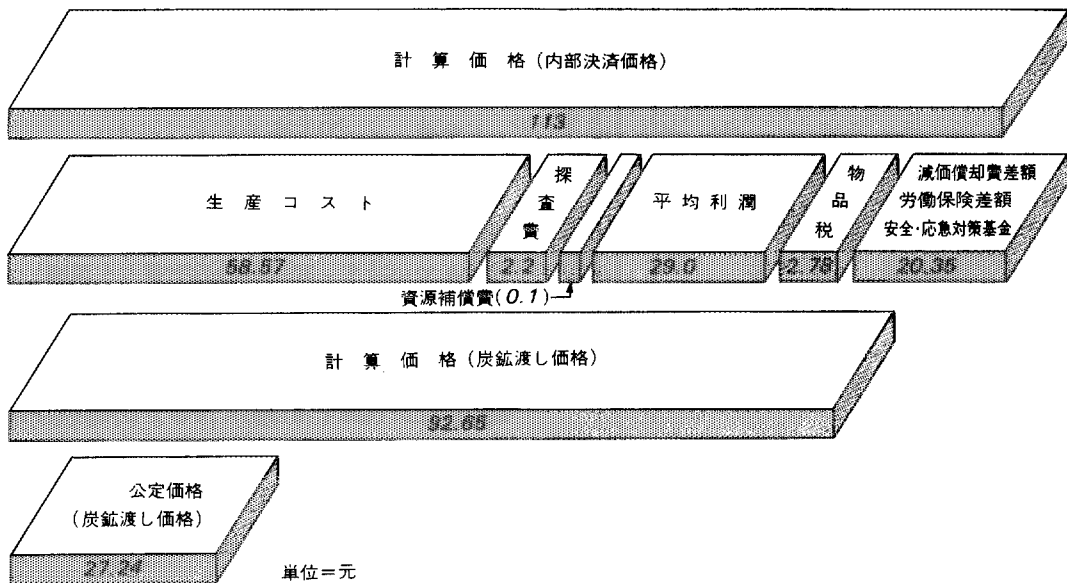 計算価格(内部決済価格)
113
生産コスト
探査費
資源補償費(0.1)
平均利潤
物品税
減価償却費差額
労働保険差額
安全・応急対策基金
58.57
2.2
29.0
2.78
20.35
計算価格(炭鉱渡し価格)
92.65
公定価格
(炭鉱渡し価格)
27.24
単位=元